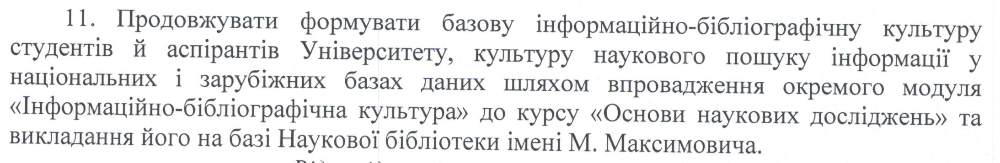 11. Продовжувати формувати базову інформаційно-бібліографічну культуру
студентів й аспірантів Університету, культуру наукового пошуку інформації у
національних і зарубіжних базах даних шляхом впровадження окремого модуля
«Інформаційно-бібліографічна культура» до курсу «Основи наукових досліджень» та
викладання його на базі Наукової бібліотеки імені М. Максимовича.